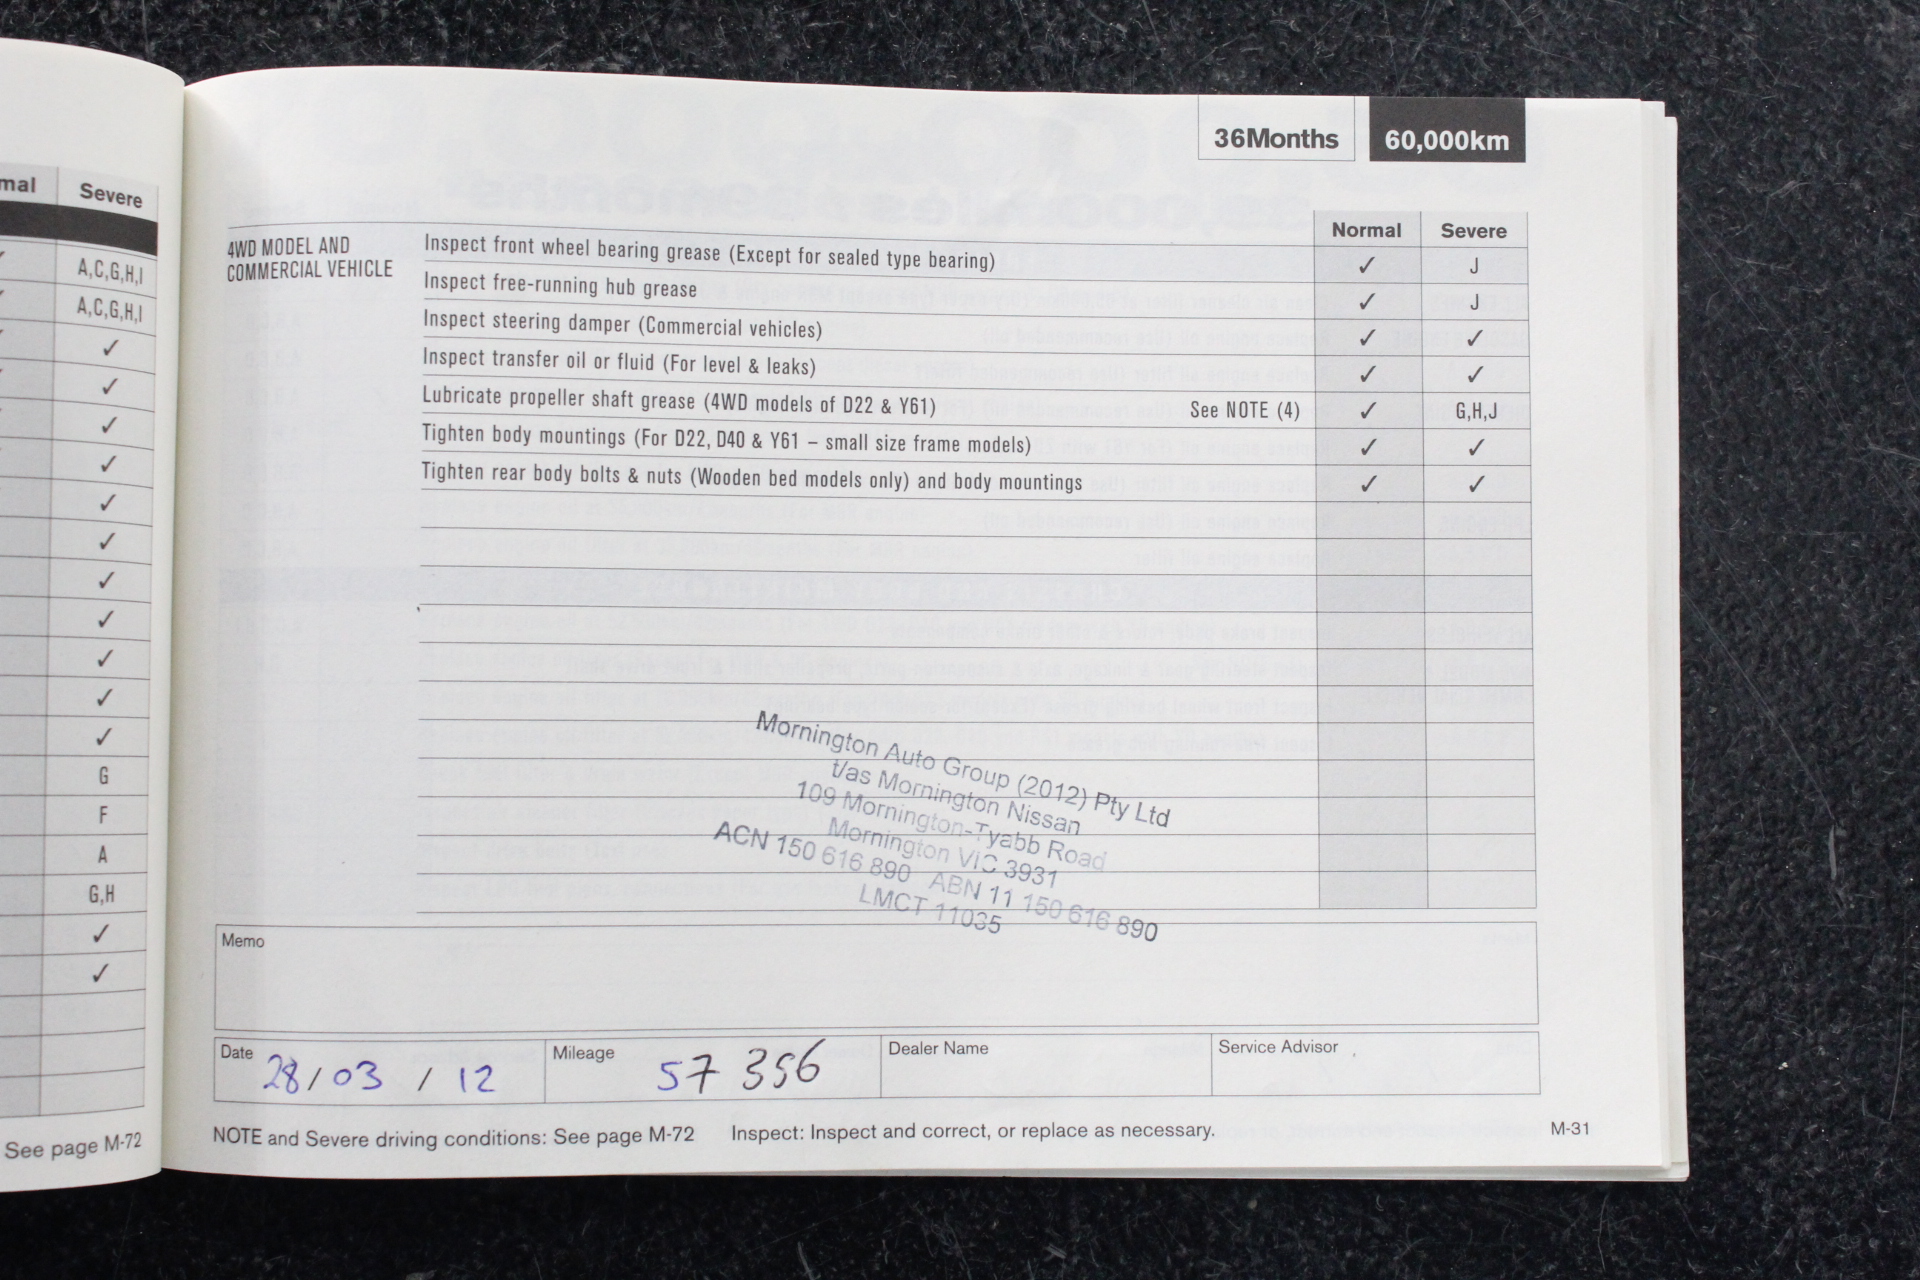 mal Severe
A,C,G,H,I
A,C,G,H,I
✓
✓
✓
✓
✓
✓
✓
✓
✓
✓
✓
G
F
A
G,H
✓
✓
See page M-72
36Months 60,000km
Normal Severe
4WD MODEL AND
COMMERCIAL VEHICLE
Inspect front wheel bearing grease (Except for sealed type bearing) ✓ J
Inspect free-running hub grease ✓ J
Inspect steering damper (Commercial vehicles) ✓ ✓
Inspect transfer oil or fluid (For level & leaks) ✓ ✓
Lubricate propeller shaft grease (4WD models of D22 & Y61) See NOTE (4) ✓ G,H,J
Tighten body mountings (For D22, D40 & Y61 – small size frame models) ✓ ✓
Tighten rear body bolts & nuts (Wooden bed models only) and body mountings ✓ ✓
Mornington Auto Group (2012) Pty Ltd
t/as Mornington Nissan
109 Mornington-Tyabb Road
Mornington VIC 3931
ACN 150 616 890 ABN 11 150 616 890
LMCT 11035
Memo
Date 28/03/12 Mileage 57 356 Dealer Name Service Advisor
NOTE and Severe driving conditions: See page M-72 Inspect: Inspect and correct, or replace as necessary. M-31